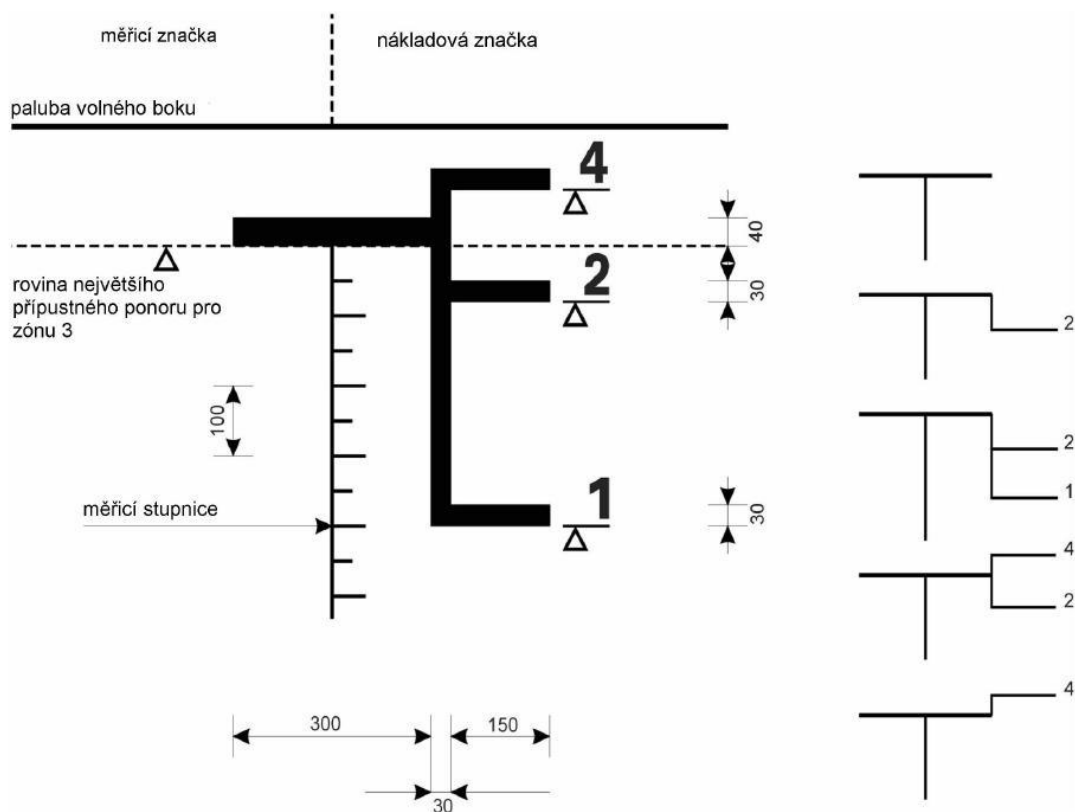 měřicí značka
nákladová značka
paluba volného boku
4
40
2
30
rovina největšího
přípustného ponoru pro
zónu 3
100
1
30
měřicí stupnice
300
150
30
2
2
1
4
2
4